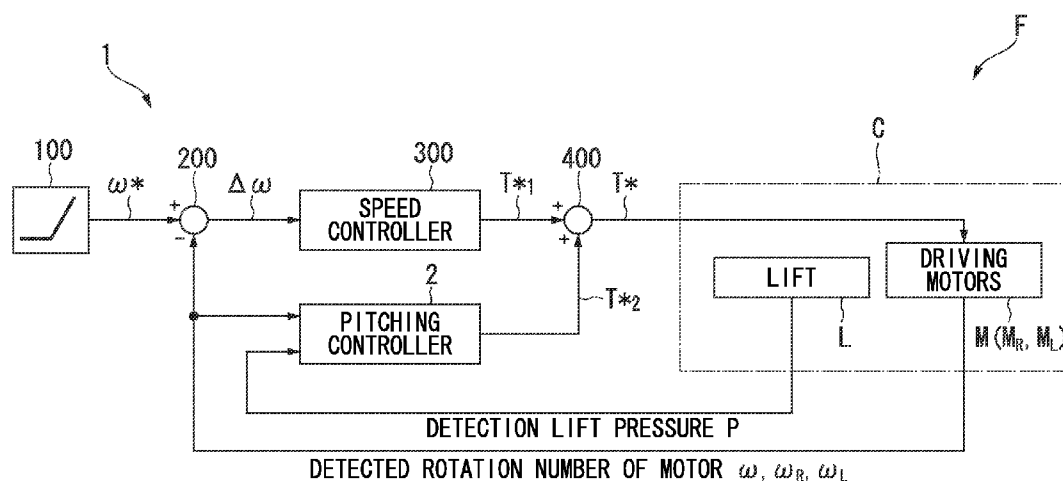 1
F
100
ω*
200
Δω
300
T*1
400
T*
C
+
-
SPEED
CONTROLLER
+
+
2
PITCHING
CONTROLLER
T*2
LIFT
L
DRIVING
MOTORS
M(MR, ML)
DETECTION LIFT PRESSURE P
DETECTED ROTATION NUMBER OF MOTOR ω, ωR, ωL